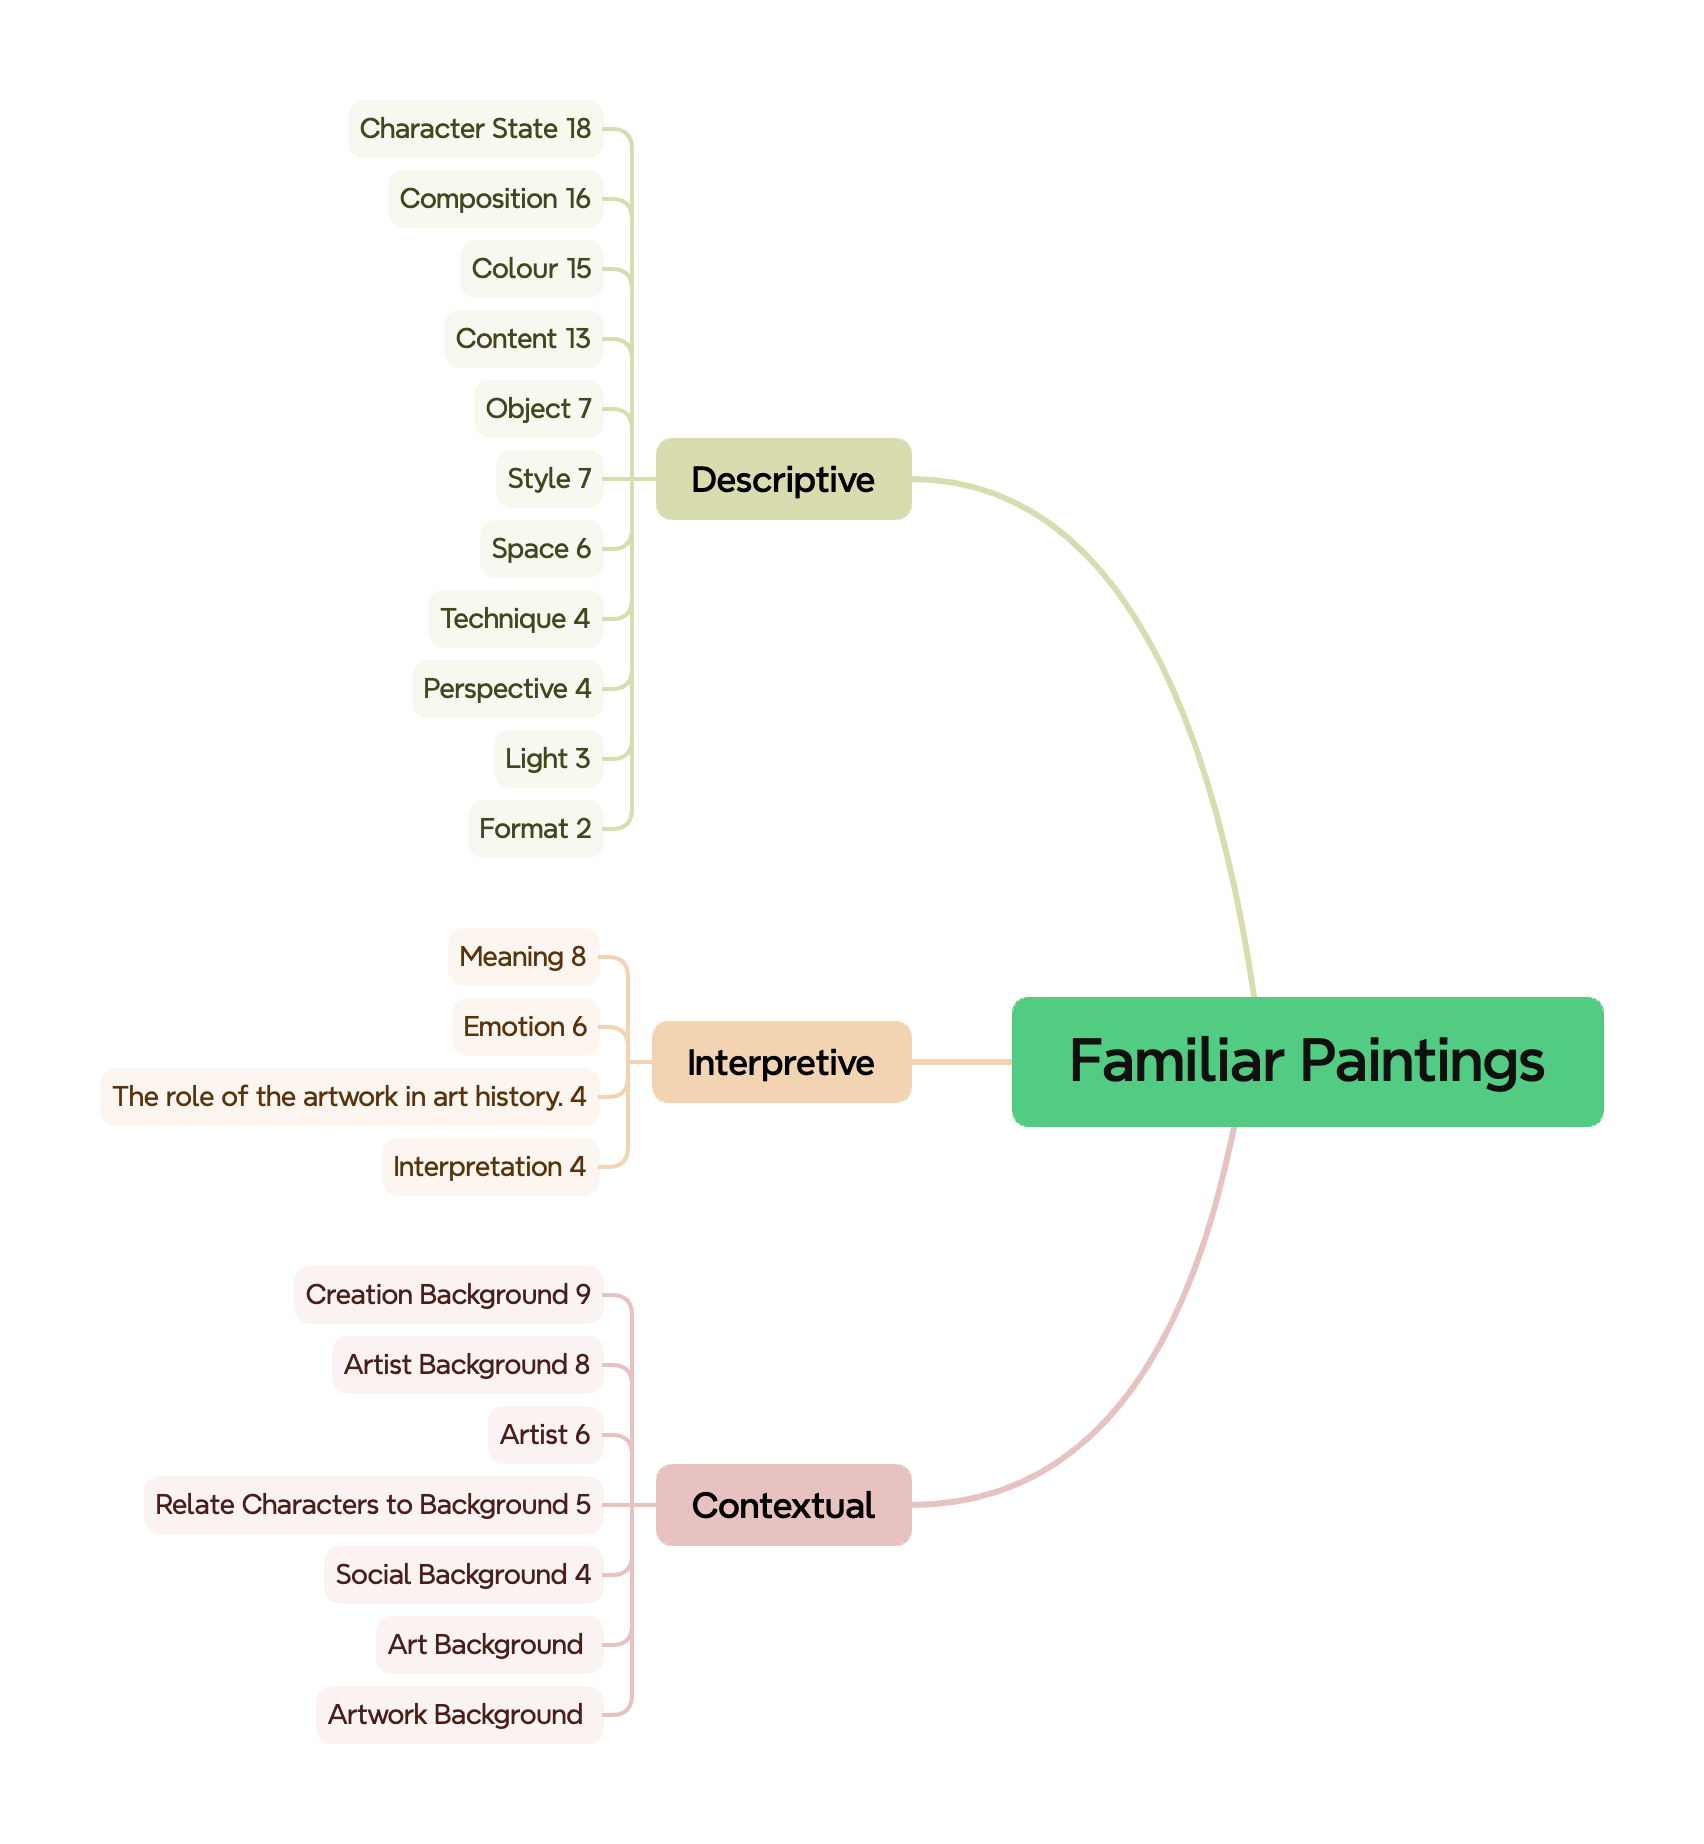 Character State 18
Composition 16
Colour 15
Content 13
Object 7
Style 7
Space 6
Technique 4
Perspective 4
Light 3
Format 2
Descriptive
Meaning 8
Emotion 6
The role of the artwork in art history. 4
Interpretation 4
Interpretive
Familiar Paintings
Creation Background 9
Artist Background 8
Artist 6
Relate Characters to Background 5
Social Background 4
Art Background
Artwork Background
Contextual